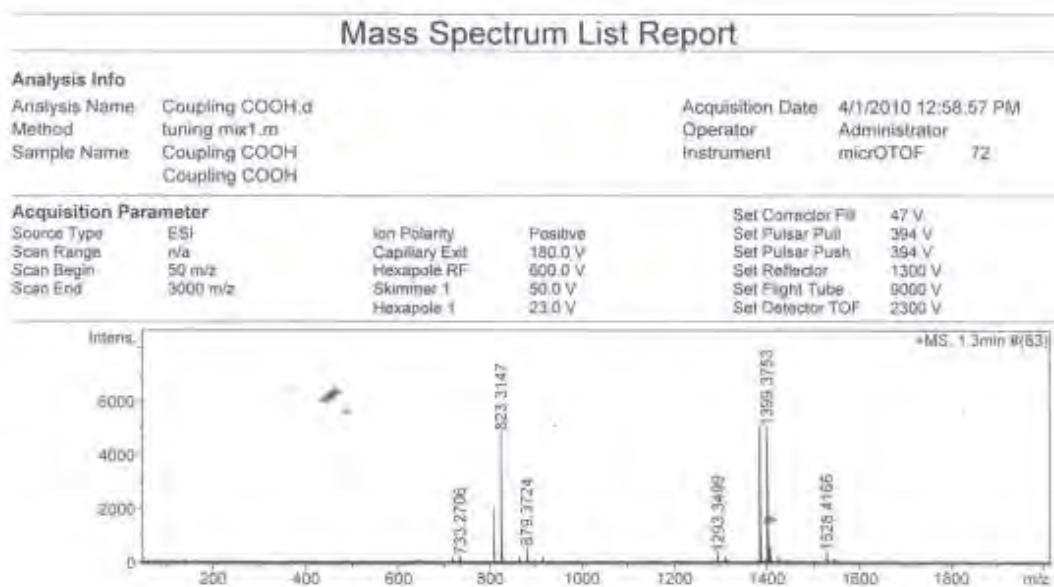 Mass Spectrum List Report
Analysis Info
Analysis Name Coupling COOH.d Acquisition Date 4/1/2010 12:58:57 PM
Method tuning mix1.m Operator Administrator
Sample Name Coupling COOH Instrument micrOTOF 72
Coupling COOH
Acquisition Parameter Set Corrector Fill 47 V
Source Type ESI Ion Polarity Positive Set Pulsar Pull 394 V
Scan Range n/a Capillary Exit 180.0 V Set Pulsar Push 394 V
Scan Begin 50 m/z Hexapole RF 600.0 V Set Reflector 1300 V
Scan End 3000 m/z Skimmer 1 50.0 V Set Flight Tube 9000 V
Hexapole 1 23.0 V Set Detector TOF 2300 V
Intens. +MS, 1.3min #(63)
6000
4000
2000
0
733.2706
823.3147
879.3724
1293.3499
1399.3753
1528.4166
200 400 600 800 1000 1200 1400 1600 1800 m/z